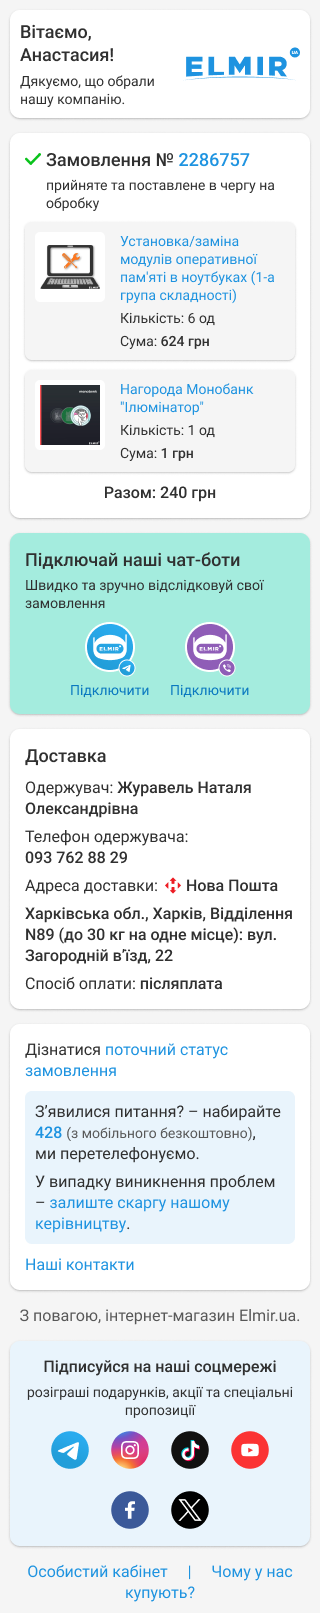 Вітаємо,
Анастасия!
Дякуємо, що обрали
нашу компанію.
ELMIR UA
Замовлення № 2286757
прийняте та поставлене в чергу на
обробку
Установка/заміна
модулів оперативної
пам'яті в ноутбуках (1-а
група складності)
Кількість: 6 од
Сума: 624 грн
ELMIR
Нагорода Монобанк
"Ілюмінатор"
Кількість: 1 од
Сума: 1 грн
monobank
ELMIR
Разом: 240 грн
Підключай наші чат-боти
Швидко та зручно відслідковуй свої
замовлення
ELMIR
ELMIR
Підключити
Підключити
Доставка
Одержувач: Журавель Наталя
Олександрівна
Телефон одержувача:
093 762 88 29
Адреса доставки: Нова Пошта
Харківська обл., Харків, Відділення
N89 (до 30 кг на одне місце): вул.
Загородній в’їзд, 22
Спосіб оплати: післяплата
Дізнатися поточний статус
замовлення
З’явилися питання? – набирайте
428 (з мобільного безкоштовно),
ми перетелефонуємо.
У випадку виникнення проблем
– залиште скаргу нашому
керівництву.
Наші контакти
З повагою, інтернет-магазин Elmir.ua.
Підписуйся на наші соцмережі
розіграші подарунків, акції та спеціальні
пропозиції
Особистий кабінет | Чому у нас
купують?